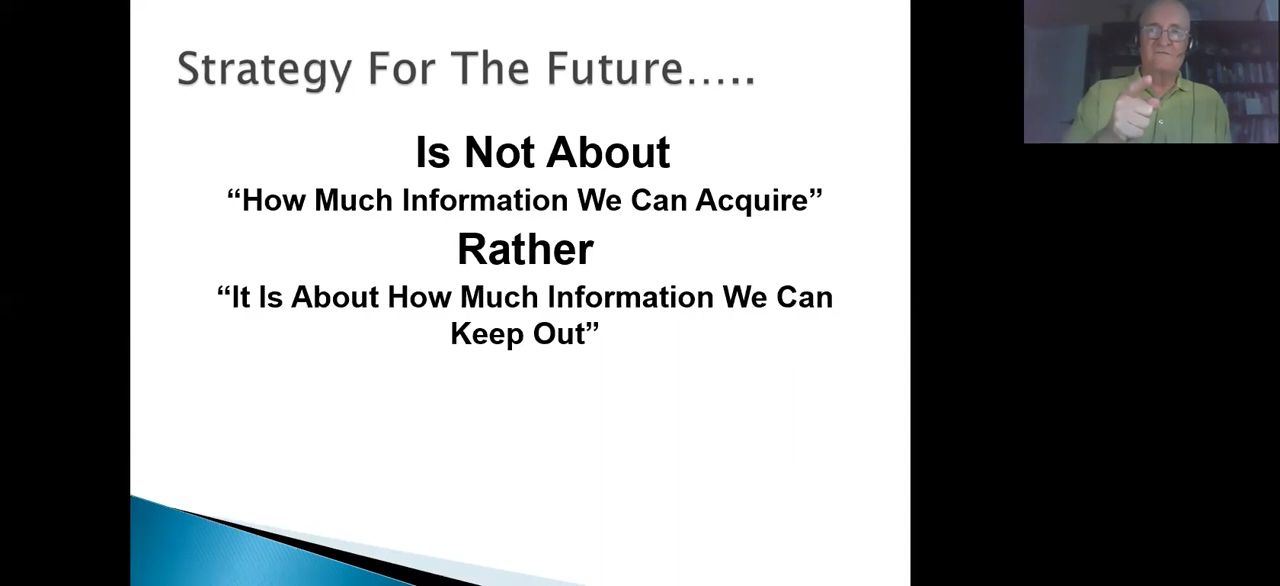 Strategy For The Future…..
Is Not About
“How Much Information We Can Acquire”
Rather
“It Is About How Much Information We Can
Keep Out”